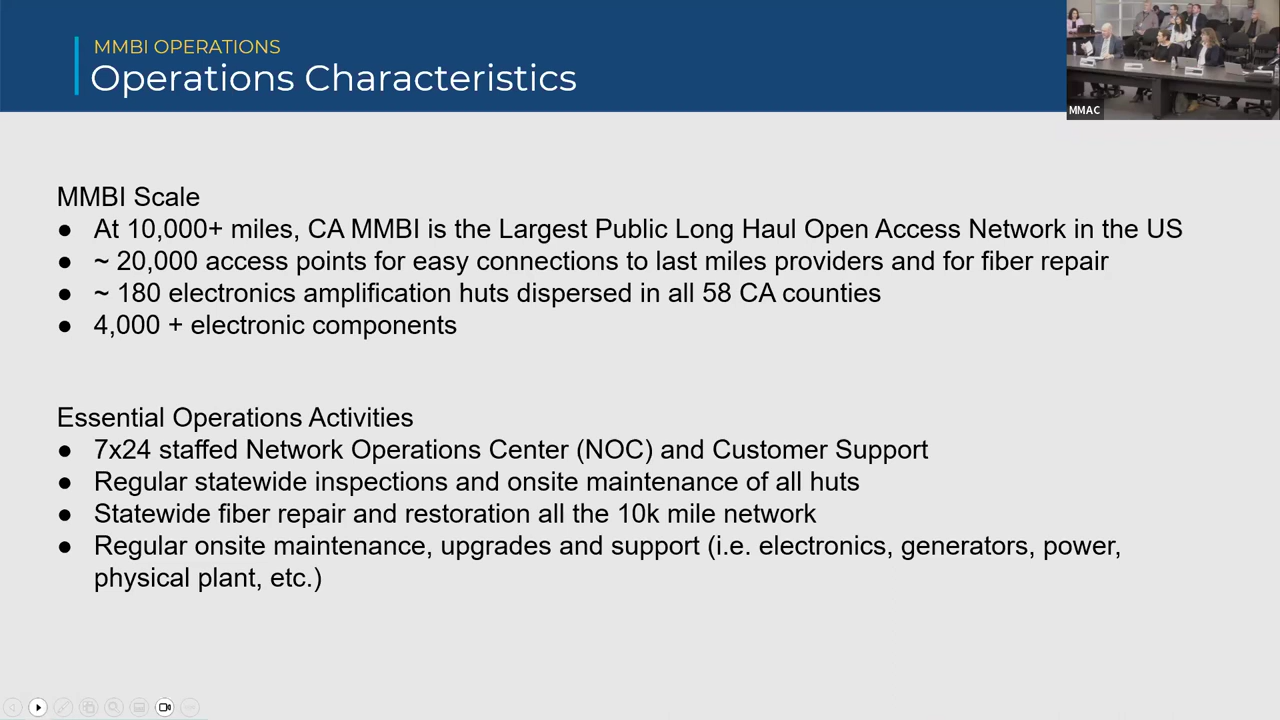 MMBI OPERATIONS
Operations Characteristics
MMAC
MMBI Scale
● At 10,000+ miles, CA MMBI is the Largest Public Long Haul Open Access Network in the US
● ~ 20,000 access points for easy connections to last miles providers and for fiber repair
● ~ 180 electronics amplification huts dispersed in all 58 CA counties
● 4,000 + electronic components
Essential Operations Activities
● 7x24 staffed Network Operations Center (NOC) and Customer Support
● Regular statewide inspections and onsite maintenance of all huts
● Statewide fiber repair and restoration all the 10k mile network
● Regular onsite maintenance, upgrades and support (i.e. electronics, generators, power,
physical plant, etc.)